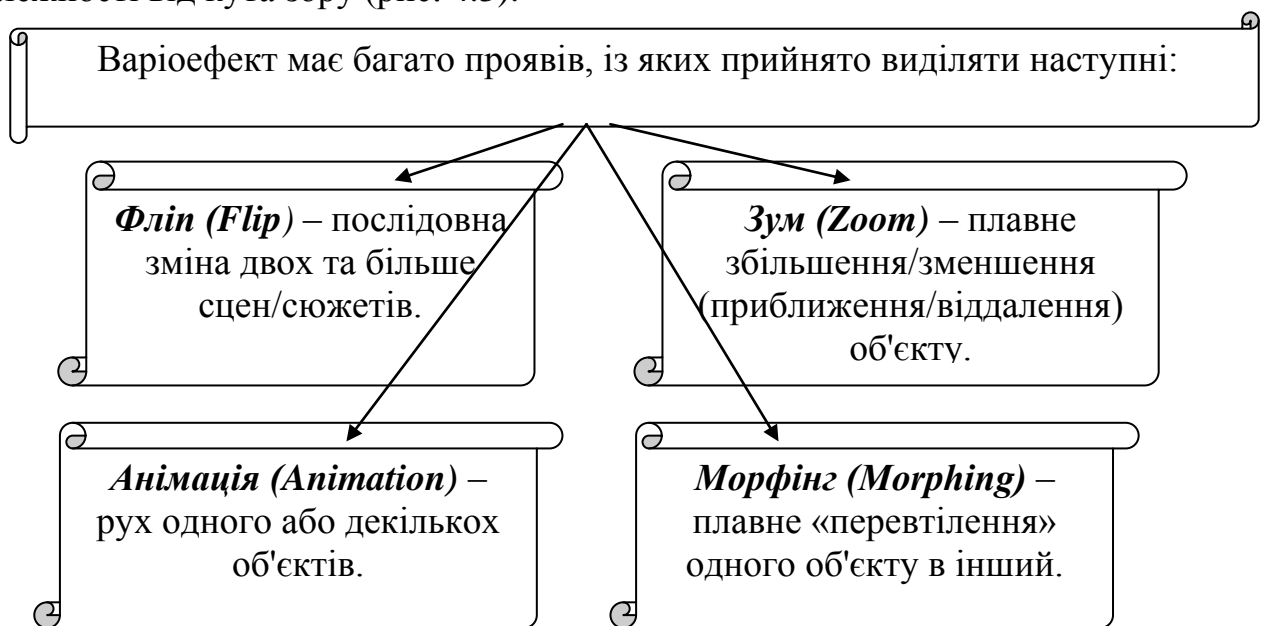 Варіоефект має багато проявів, із яких прийнято виділяти наступні:
Фліп (Flip) – послідовна
зміна двох та більше
сцен/сюжетів.
Зум (Zoom) – плавне
збільшення/зменшення
(приближення/віддалення)
об'єкту.
Анімація (Animation) –
рух одного або декількох
об'єктів.
Морфінг (Morphing) –
плавне «перевтілення»
одного об'єкту в інший.